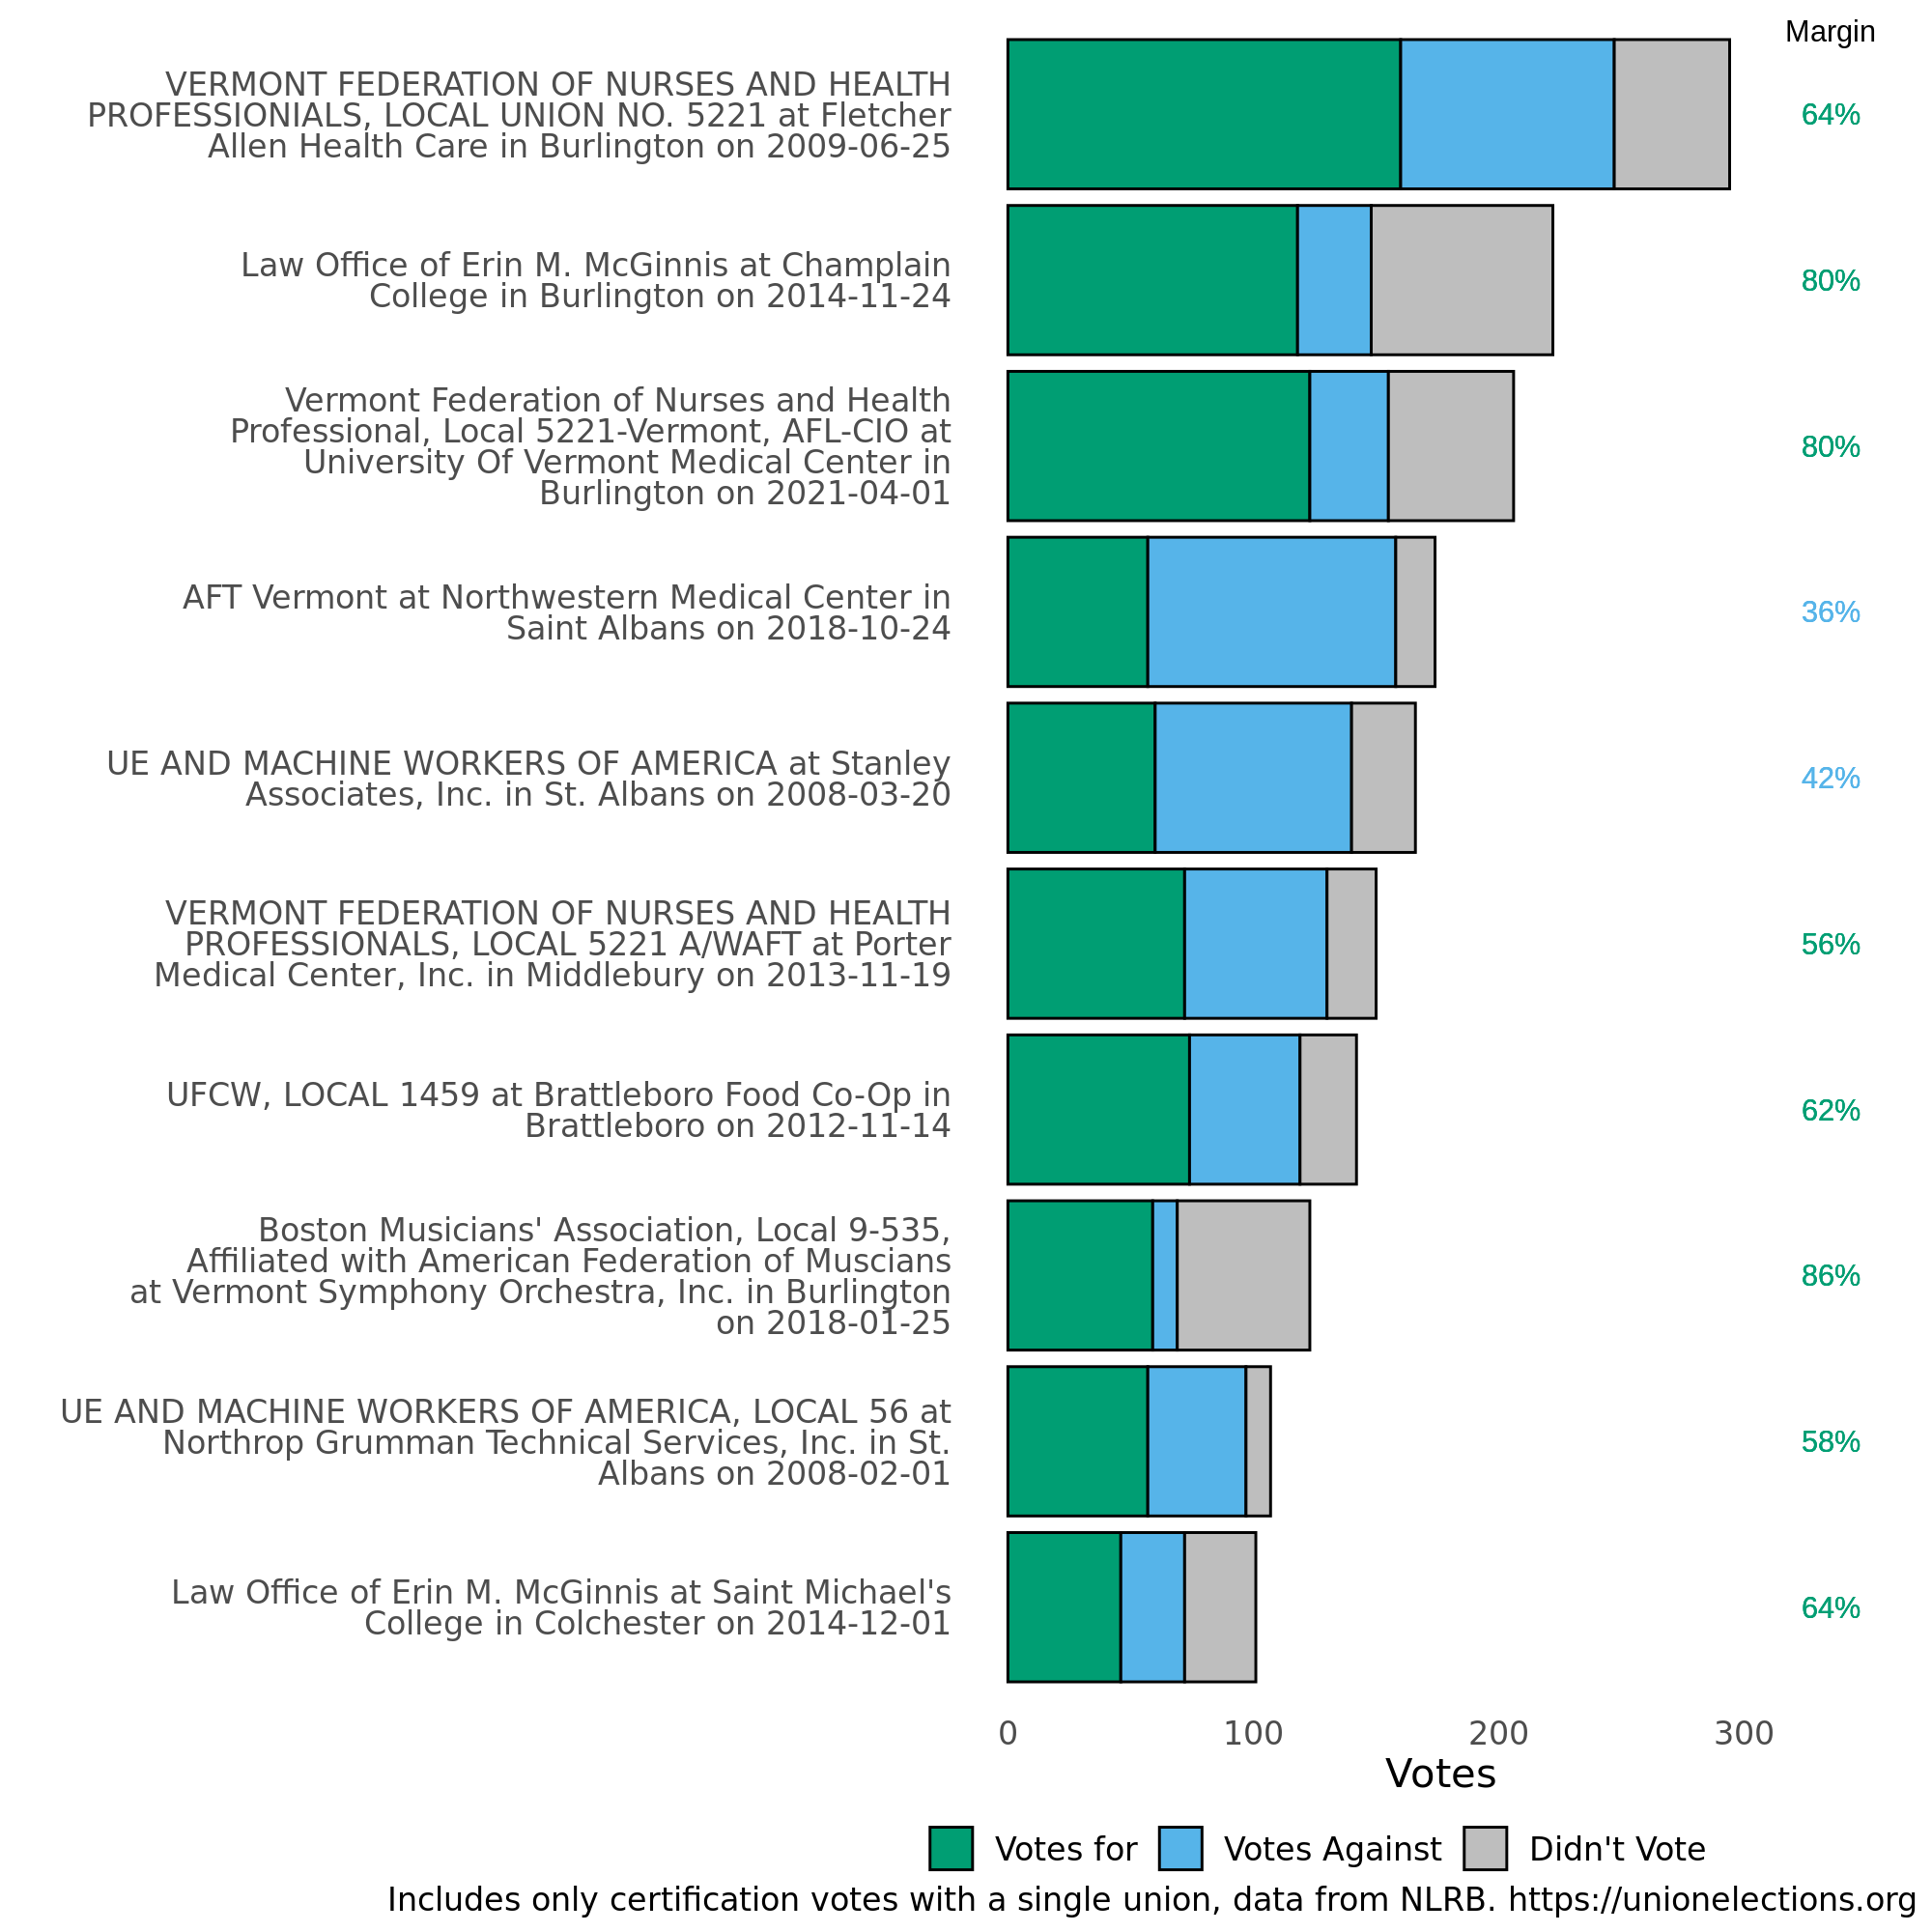 Margin
VERMONT FEDERATION OF NURSES AND HEALTH
PROFESSIONIALS, LOCAL UNION NO. 5221 at Fletcher
Allen Health Care in Burlington on 2009-06-25
64%
Law Office of Erin M. McGinnis at Champlain
College in Burlington on 2014-11-24
80%
Vermont Federation of Nurses and Health
Professional, Local 5221-Vermont, AFL-CIO at
University Of Vermont Medical Center in
Burlington on 2021-04-01
80%
AFT Vermont at Northwestern Medical Center in
Saint Albans on 2018-10-24
36%
UE AND MACHINE WORKERS OF AMERICA at Stanley
Associates, Inc. in St. Albans on 2008-03-20
42%
VERMONT FEDERATION OF NURSES AND HEALTH
PROFESSIONALS, LOCAL 5221 A/WAFT at Porter
Medical Center, Inc. in Middlebury on 2013-11-19
56%
UFCW, LOCAL 1459 at Brattleboro Food Co-Op in
Brattleboro on 2012-11-14
62%
Boston Musicians' Association, Local 9-535,
Affiliated with American Federation of Muscians
at Vermont Symphony Orchestra, Inc. in Burlington
on 2018-01-25
86%
UE AND MACHINE WORKERS OF AMERICA, LOCAL 56 at
Northrop Grumman Technical Services, Inc. in St.
Albans on 2008-02-01
58%
Law Office of Erin M. McGinnis at Saint Michael's
College in Colchester on 2014-12-01
64%
0 100 200 300
Votes
Votes for Votes Against Didn't Vote
Includes only certification votes with a single union, data from NLRB. https://unionelections.org